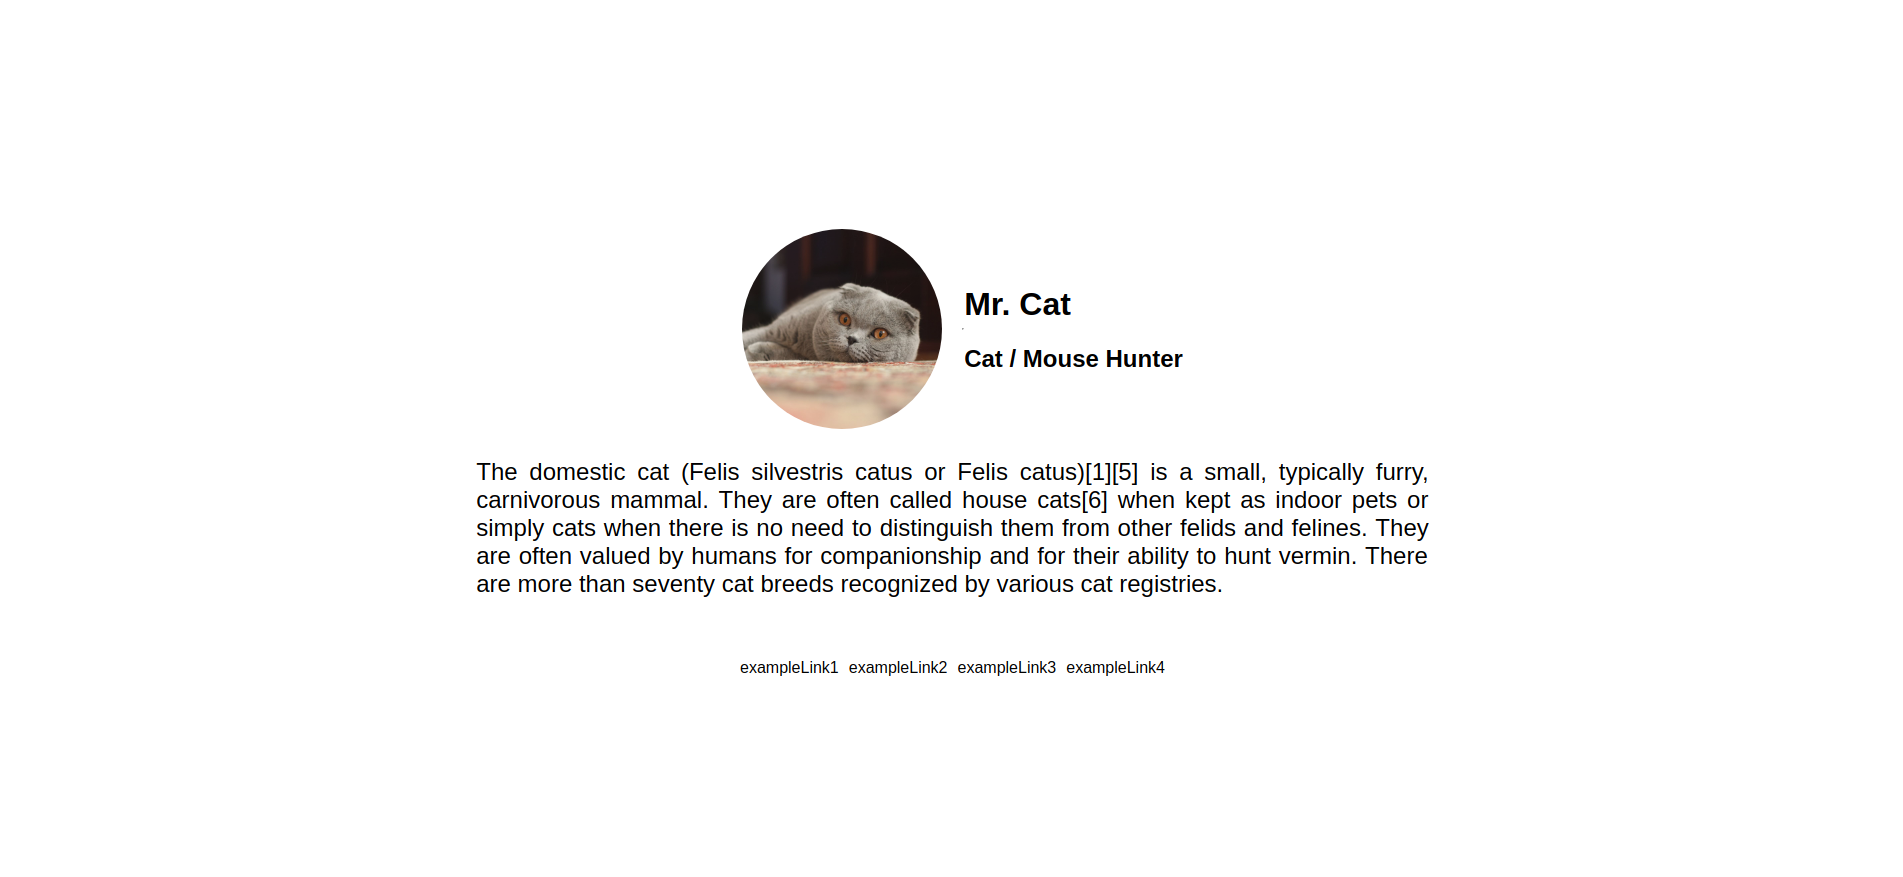 Mr. Cat
Cat / Mouse Hunter
The domestic cat (Felis silvestris catus or Felis catus)[1][5] is a small, typically furry,
carnivorous mammal. They are often called house cats[6] when kept as indoor pets or
simply cats when there is no need to distinguish them from other felids and felines. They
are often valued by humans for companionship and for their ability to hunt vermin. There
are more than seventy cat breeds recognized by various cat registries.
exampleLink1 exampleLink2 exampleLink3 exampleLink4